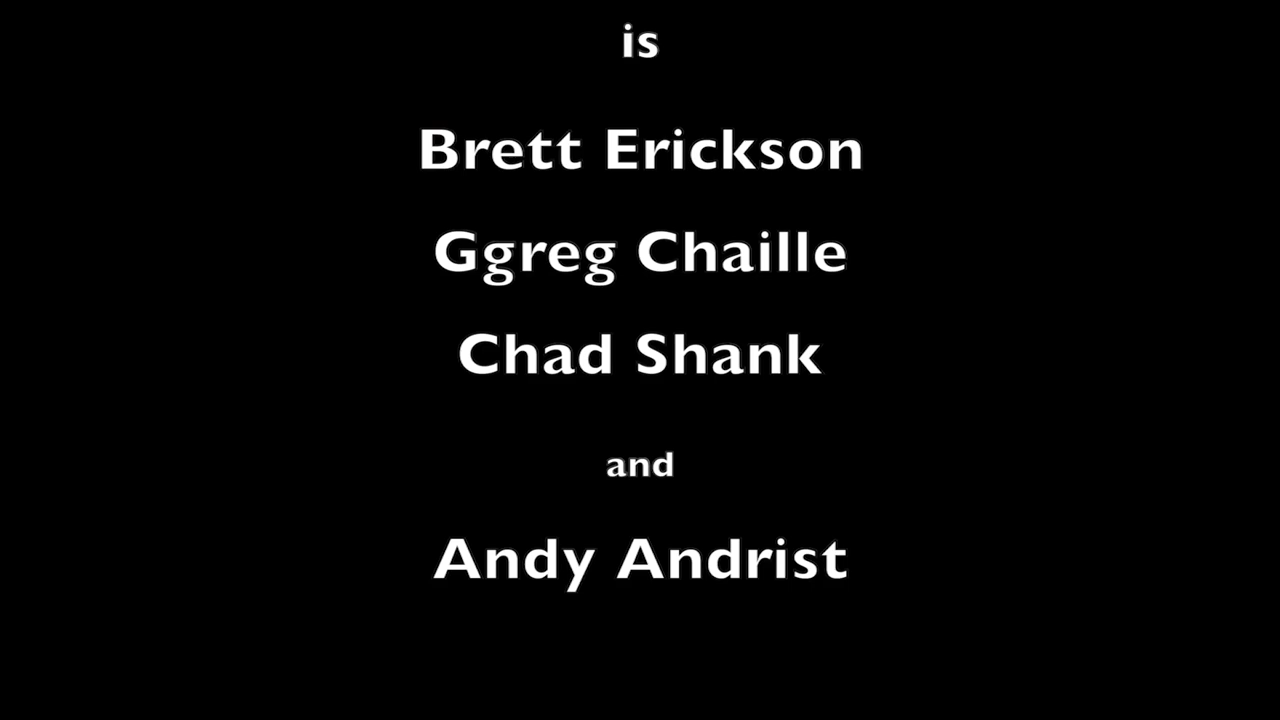 is
Brett Erickson
Ggreg Chaille
Chad Shank
and
Andy Andrist